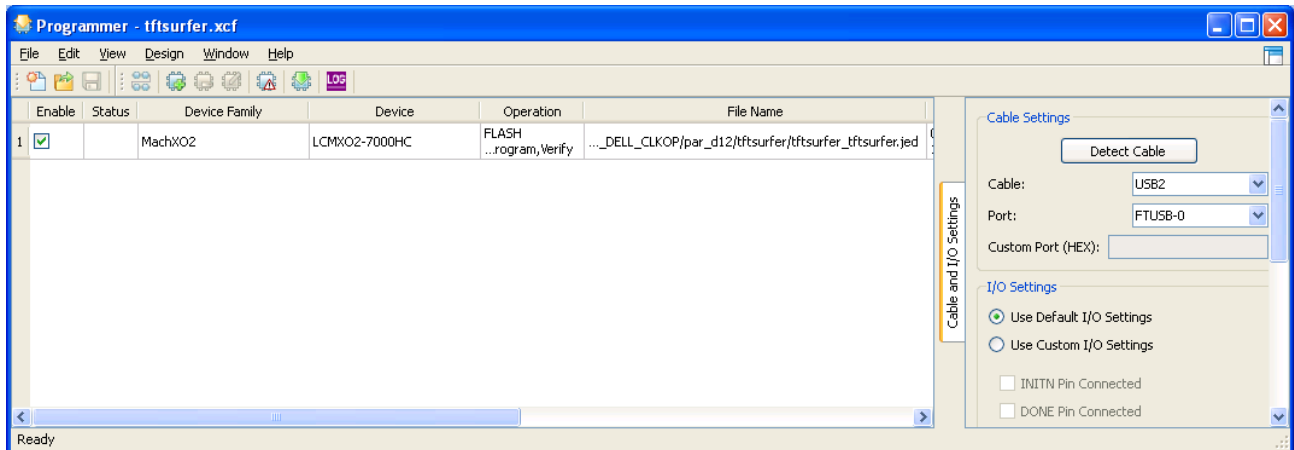 Programmer - tftsurfer.xcf
File Edit View Design Window Help
LOG
Enable Status Device Family Device Operation File Name
1 MachXO2 LCMXO2-7000HC FLASH ...rogram,Verify ..._DELL_CLKOP/par_d12/tftsurfer/tftsurfer_tftsurfer.jed
Cable and I/O Settings
Cable Settings
Detect Cable
Cable: USB2
Port: FTUSB-0
Custom Port (HEX):
I/O Settings
Use Default I/O Settings
Use Custom I/O Settings
INITN Pin Connected
DONE Pin Connected
Ready